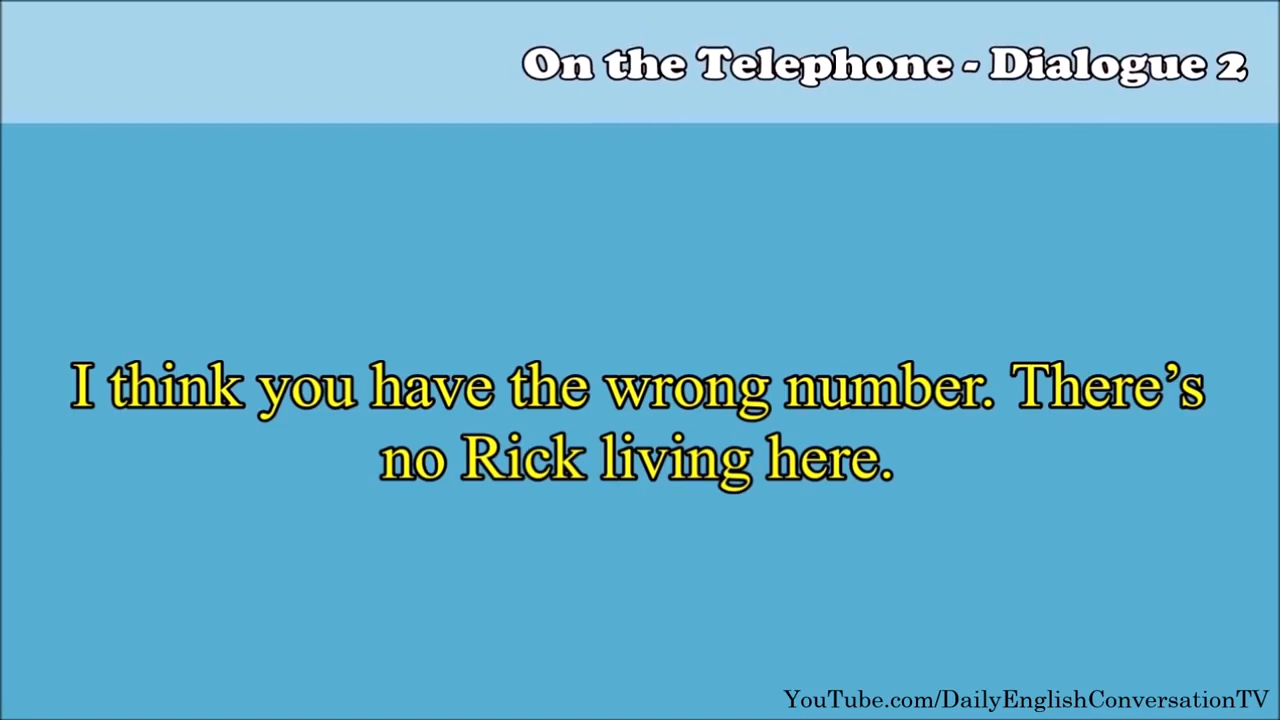 On the Telephone - Dialogue 2
I think you have the wrong number. There’s
no Rick living here.
YouTube.com/DailyEnglishConversationTV